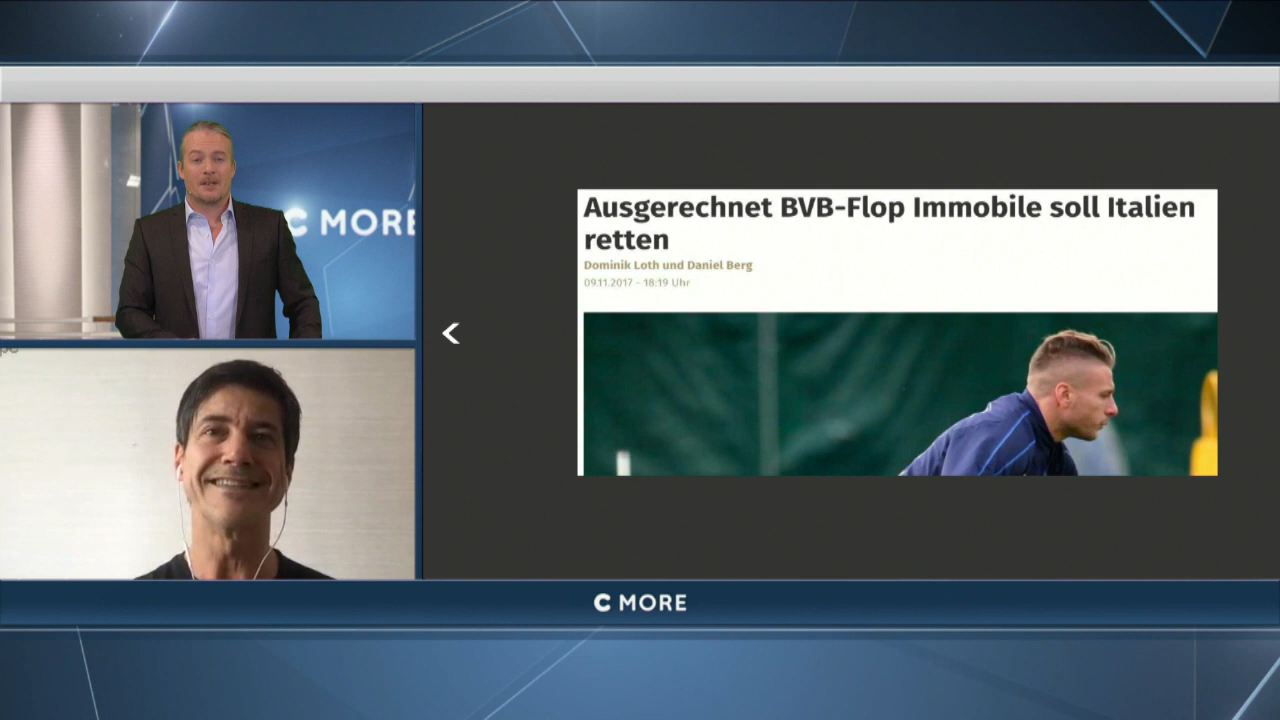 C MORE
Ausgerechnet BVB-Flop Immobile soll Italien
retten
Dominik Loth und Daniel Berg
09.11.2017 - 18:19 Uhr
C MORE